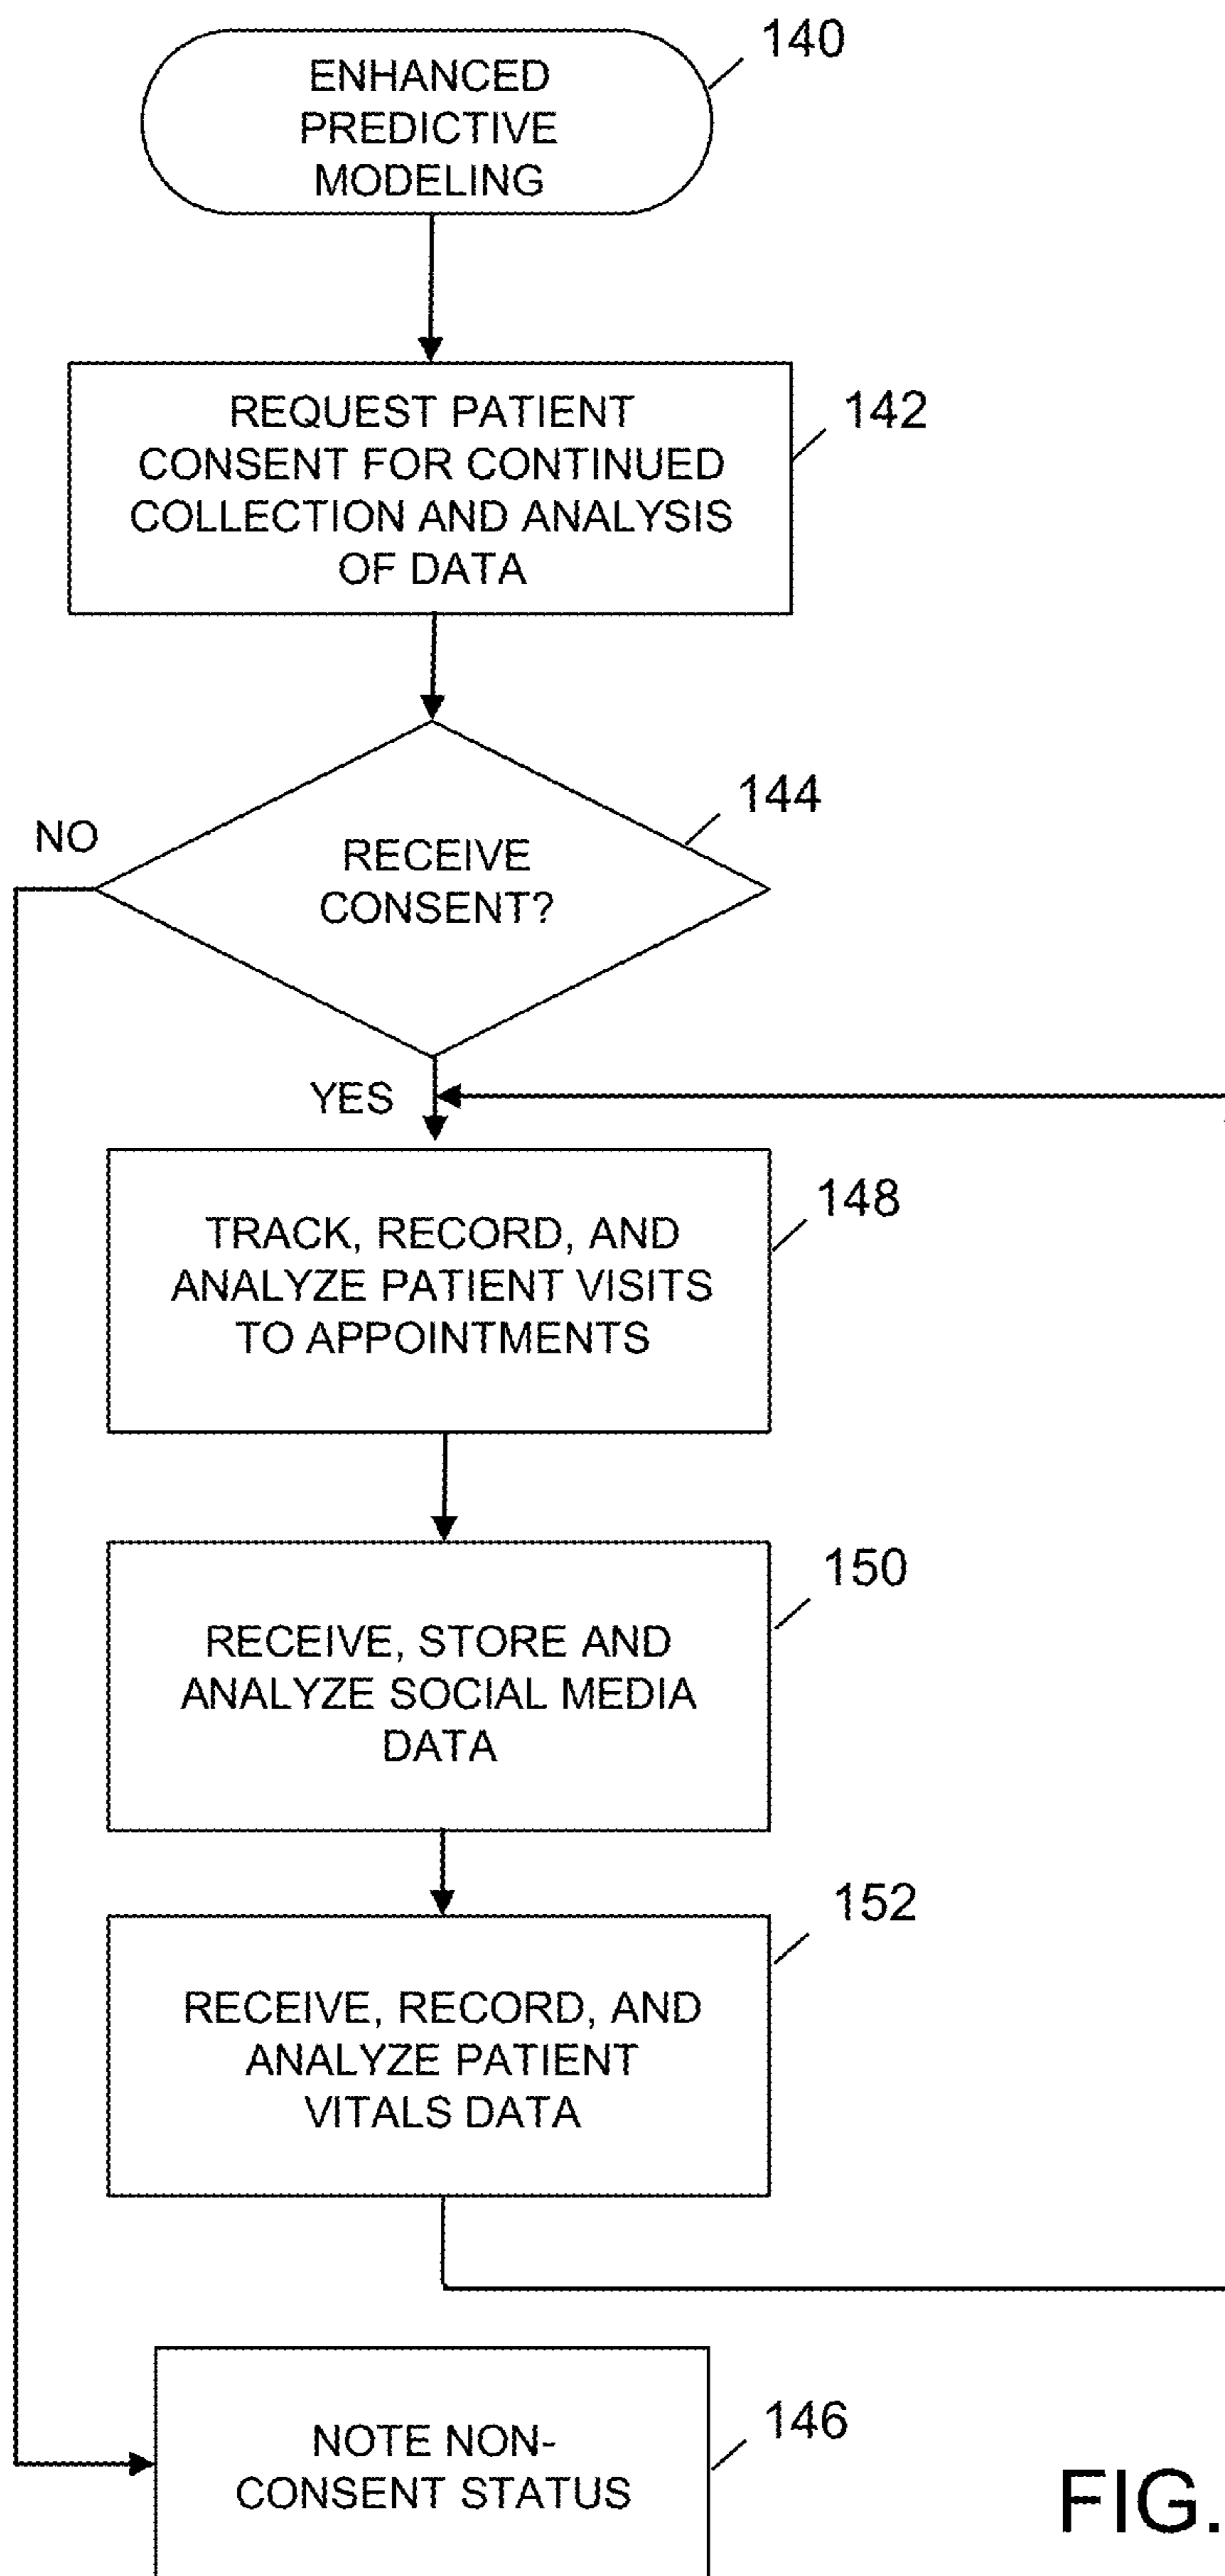 140
ENHANCED
PREDICTIVE
MODELING
REQUEST PATIENT
CONSENT FOR CONTINUED
COLLECTION AND ANALYSIS
OF DATA
142
144
NO
RECEIVE
CONSENT?
YES
148
TRACK, RECORD, AND
ANALYZE PATIENT VISITS
TO APPOINTMENTS
150
RECEIVE, STORE AND
ANALYZE SOCIAL MEDIA
DATA
152
RECEIVE, RECORD, AND
ANALYZE PATIENT
VITALS DATA
146
NOTE NON-
CONSENT STATUS
FIG.